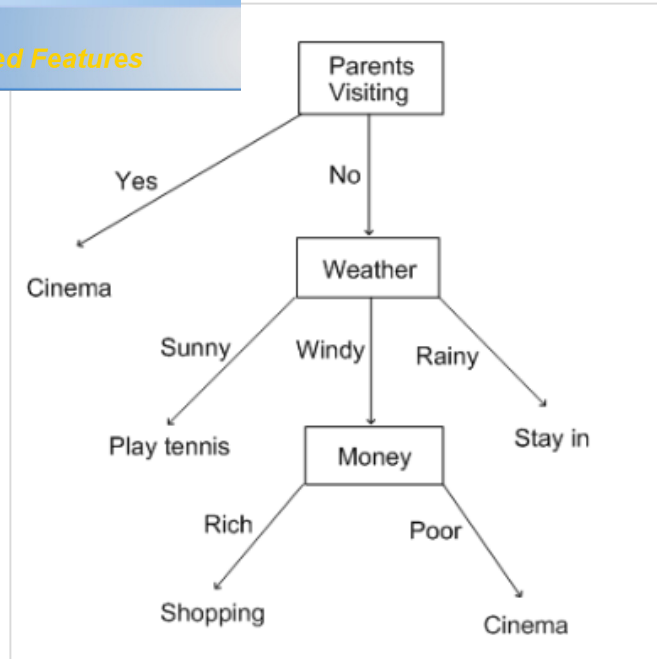 ed Features
Parents
Visiting
Yes
No
Cinema
Weather
Sunny
Windy
Rainy
Play tennis
Stay in
Money
Rich
Poor
Shopping
Cinema